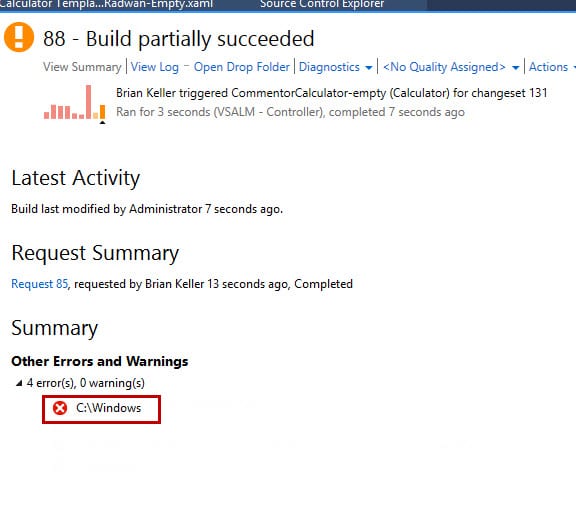 Calculator Templa...Radwan-Empty.xaml Source Control Explorer
88 - Build partially succeeded
View Summary | View Log - Open Drop Folder | Diagnostics | <No Quality Assigned> | Actions
Brian Keller triggered CommentorCalculator-empty (Calculator) for changeset 131
Ran for 3 seconds (VSALM - Controller), completed 7 seconds ago
Latest Activity
Build last modified by Administrator 7 seconds ago.
Request Summary
Request 85, requested by Brian Keller 13 seconds ago, Completed
Summary
Other Errors and Warnings
4 error(s), 0 warning(s)
C:\Windows